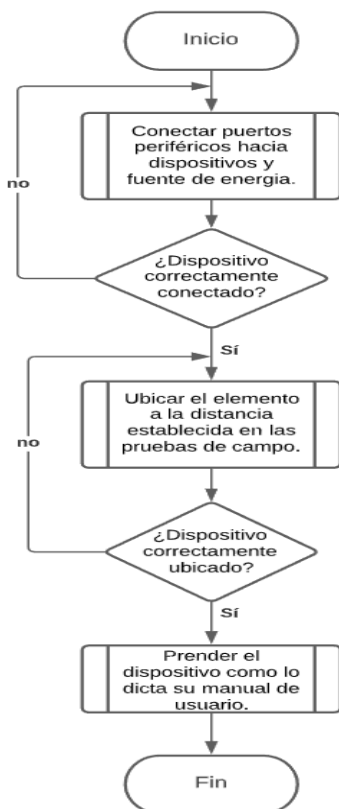 Inicio
Conectar puertos
periféricos hacia
dispositivos y
fuente de energia.
no
¿Dispositivo
correctamente
conectado?
Sí
Ubicar el elemento
a la distancia
establecida en las
pruebas de campo.
no
¿Dispositivo
correctamente
ubicado?
Sí
Prender el
dispositivo como lo
dicta su manual de
usuario.
Fin